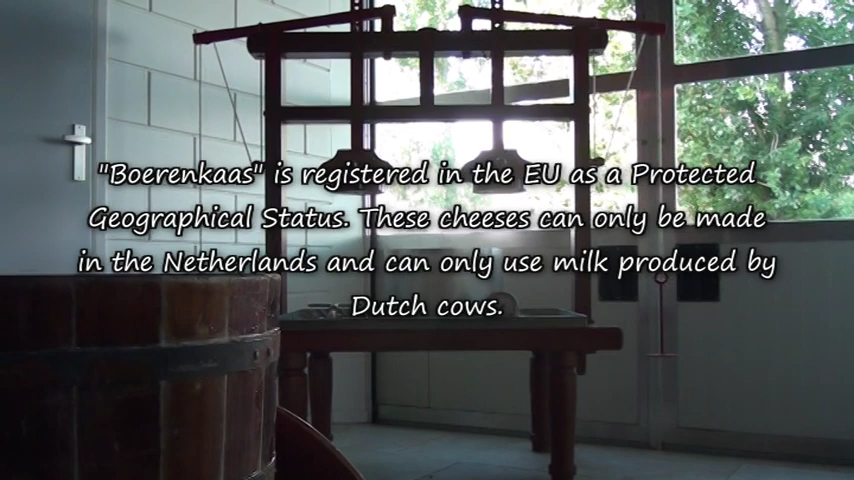 "Boerenkaas" is registered in the EU as a Protected
Geographical Status. These cheeses can only be made
in the Netherlands and can only use milk produced by
Dutch cows.